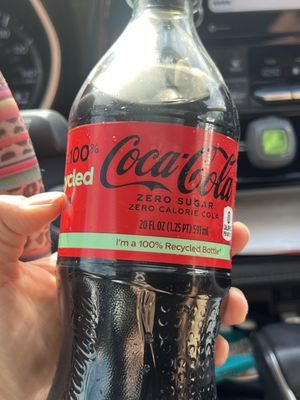 100%
cled
Coca-Cola
ZERO SUGAR
ZERO CALORIE COLA
20 FL OZ (1.25 PT) 591 mL
I'm a 100% Recycled Bottle*